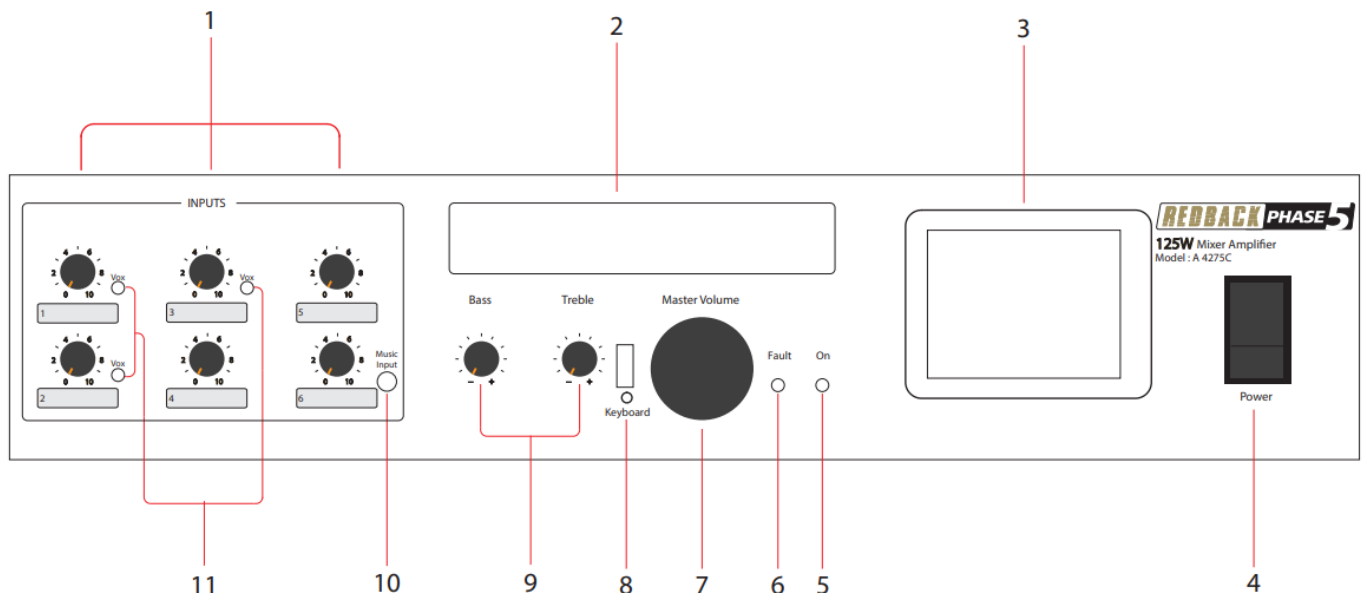 1
2
3
INPUTS
REDBACK PHASE 5
125W Mixer Amplifier
Model : A 4275C
4 6
2 8
0 10
Vox
1
4 6
2 8
0 10
Vox
3
4 6
2 8
0 10
5
4 6
2 8
0 10
Vox
2
4 6
2 8
0 10
4
4 6
2 8
0 10
Music
Input
6
Bass
Treble
Master Volume
– +
– +
Keyboard
Fault
On
Power
11
10
9
8
7
6
5
4